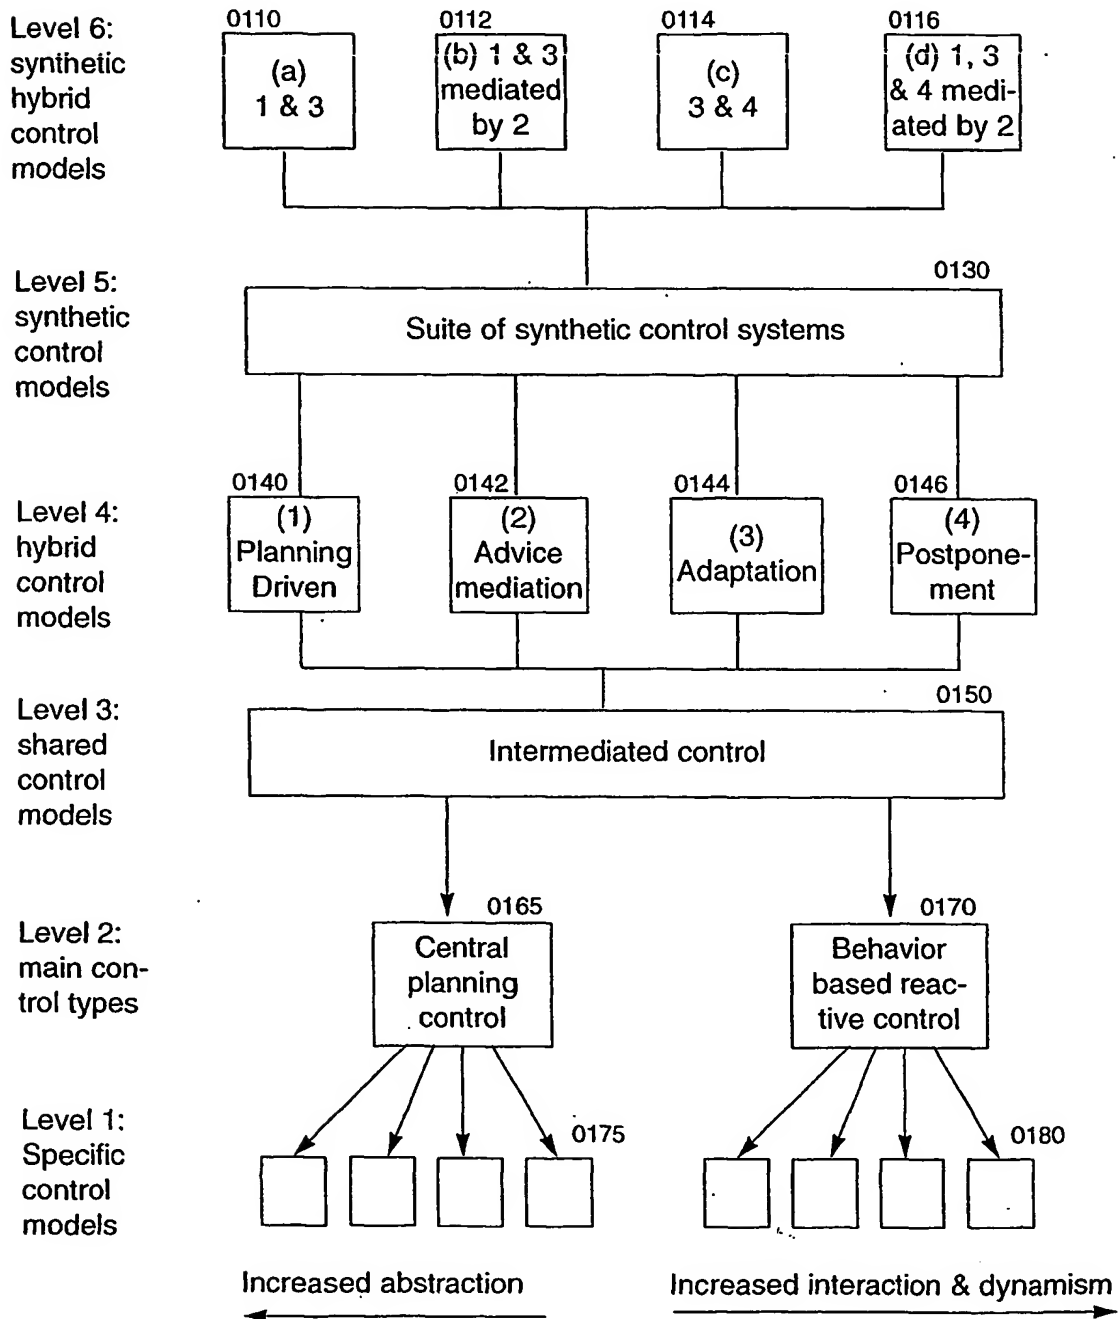 Level 6:
synthetic
hybrid
control
models
0110
(a)
1 & 3
0112
(b) 1 & 3
mediated
by 2
0114
(c)
3 & 4
0116
(d) 1, 3
& 4 medi-
ated by 2
Level 5:
synthetic
control
models
0130
Suite of synthetic control systems
Level 4:
hybrid
control
models
0140
(1)
Planning
Driven
0142
(2)
Advice
mediation
0144
(3)
Adaptation
0146
(4)
Postpone-
ment
Level 3:
shared
control
models
0150
Intermediated control
Level 2:
main con-
trol types
0165
Central
planning
control
0170
Behavior
based reac-
tive control
Level 1:
Specific
control
models
0175
0180
Increased abstraction
Increased interaction & dynamism